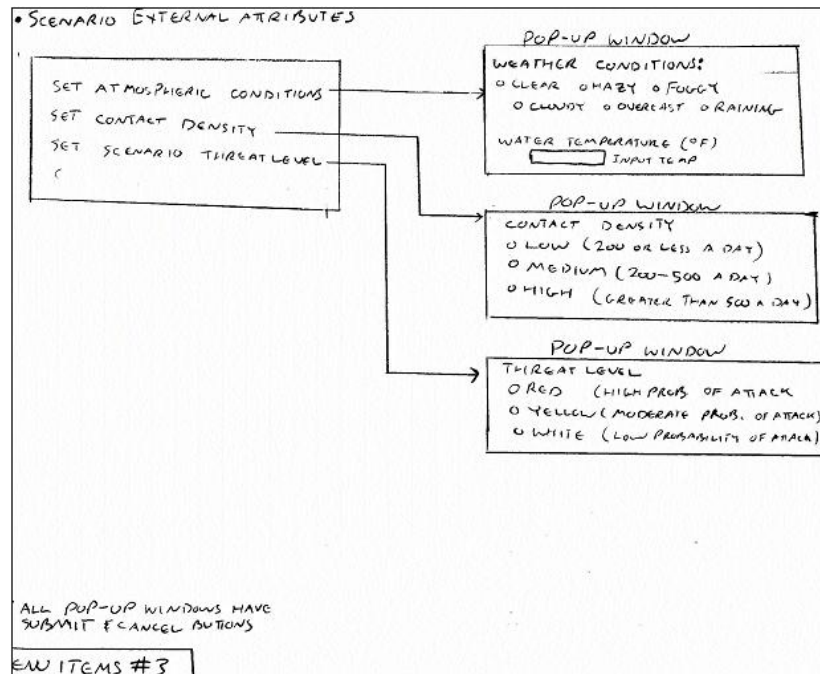 • SCENARIO EXTERNAL ATTRIBUTES
SET ATMOSPHERIC CONDITIONS
SET CONTACT DENSITY
SET SCENARIO THREAT LEVEL
POP-UP WINDOW
WEATHER CONDITIONS:
O CLEAR O HAZY O FOGGY
O CLOUDY O OVERCAST O RAINING
WATER TEMPERATURE (°F)
INPUT TEMP
POP-UP WINDOW
CONTACT DENSITY
O LOW (200 OR LESS A DAY)
O MEDIUM (200-500 A DAY)
O HIGH (GREATER THAN 500 A DAY)
POP-UP WINDOW
THREAT LEVEL
O RED (HIGH PROB OF ATTACK
O YELLOW (MODERATE PROB. OF ATTACK)
O WHITE (LOW PROBABILITY OF ATTACK)
ALL POP-UP WINDOWS HAVE
SUBMIT & CANCEL BUTTONS
ENU ITEMS #3